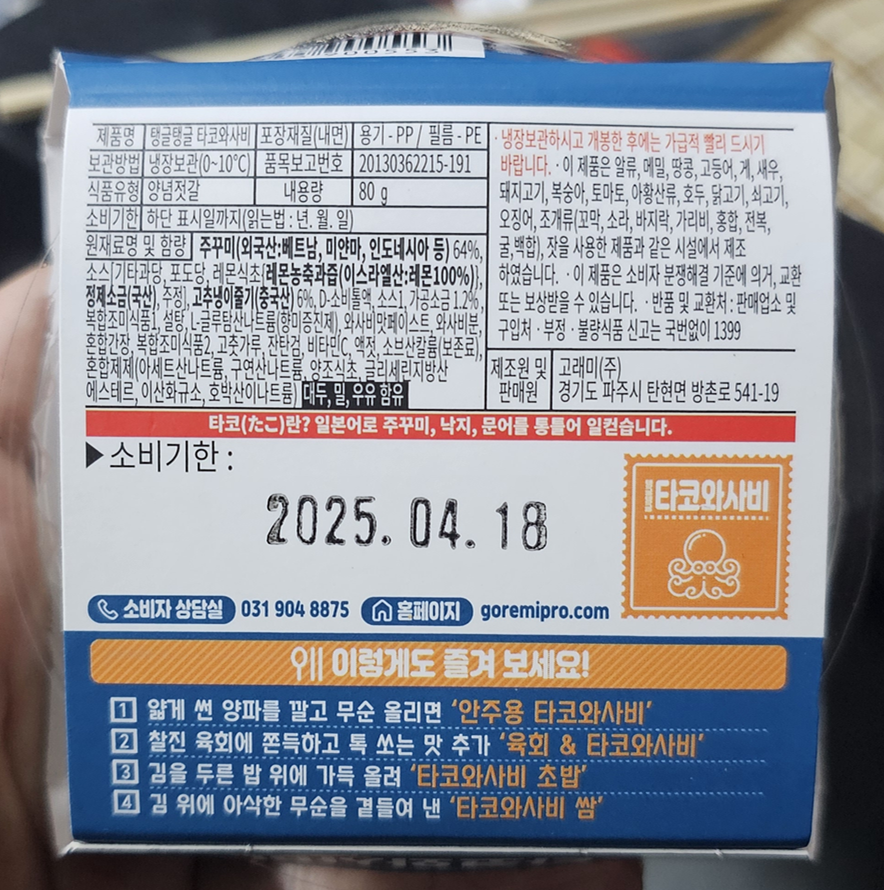 제품명 탱글탱글 타코와사비 포장재질(내면) 용기 - PP / 필름 - PE
보관방법 냉장보관(0~10℃) 품목보고번호 20130362215-191
식품유형 양념젓갈 내용량 80 g
소비기한 하단 표시일까지(읽는법 : 년. 월. 일)
원재료명 및 함량 주꾸미(외국산:베트남, 미얀마, 인도네시아 등) 64%,
소스[기타과당, 포도당, 레몬식초{레몬농축과즙(이스라엘산:레몬100%)},
정제소금(국산), 주정], 고추냉이줄기(중국산) 6%, D-소비톨액, 소스1, 가공소금 1.2%,
복합조미식품1, 설탕, L-글루탐산나트륨(향미증진제), 와사비맛페이스트, 와사비분,
혼합간장, 복합조미식품2, 고춧가루, 잔탄검, 비타민C, 액젓, 소브산칼륨(보존료),
혼합제제(아세트산나트륨, 구연산나트륨, 양조식초, 글리세린지방산
에스테르, 이산화규소, 호박산이나트륨) 대두, 밀, 우유 함유
· 냉장보관하시고 개봉한 후에는 가급적 빨리 드시기
바랍니다. · 이 제품은 알류, 메밀, 땅콩, 고등어, 게, 새우,
돼지고기, 복숭아, 토마토, 아황산류, 호두, 닭고기, 쇠고기,
오징어, 조개류(꼬막, 소라, 바지락, 가리비, 홍합, 전복,
굴, 백합), 잣을 사용한 제품과 같은 시설에서 제조
하였습니다. · 이 제품은 소비자 분쟁해결 기준에 의거, 교환
또는 보상받을 수 있습니다. · 반품 및 교환처 : 판매업소 및
구입처 · 부정 · 불량식품 신고는 국번없이 1399
제조원 및 판매원 고래미(주)
경기도 파주시 탄현면 방촌로 541-19
타코(たこ)란? 일본어로 주꾸미, 낙지, 문어를 통틀어 일컫습니다.
▶소비기한 :
2025. 04. 18
타코와사비
소비자 상담실 031 904 8875 홈페이지 goremipro.com
이렇게도 즐겨 보세요!
1 얇게 썬 양파를 깔고 무순 올리면 '안주용 타코와사비'
2 찰진 육회에 쫀득하고 톡 쏘는 맛 추가 '육회 & 타코와사비'
3 김을 두른 밥 위에 가득 올려 '타코와사비 초밥'
4 김 위에 아삭한 무순을 곁들여 낸 '타코와사비 쌈'